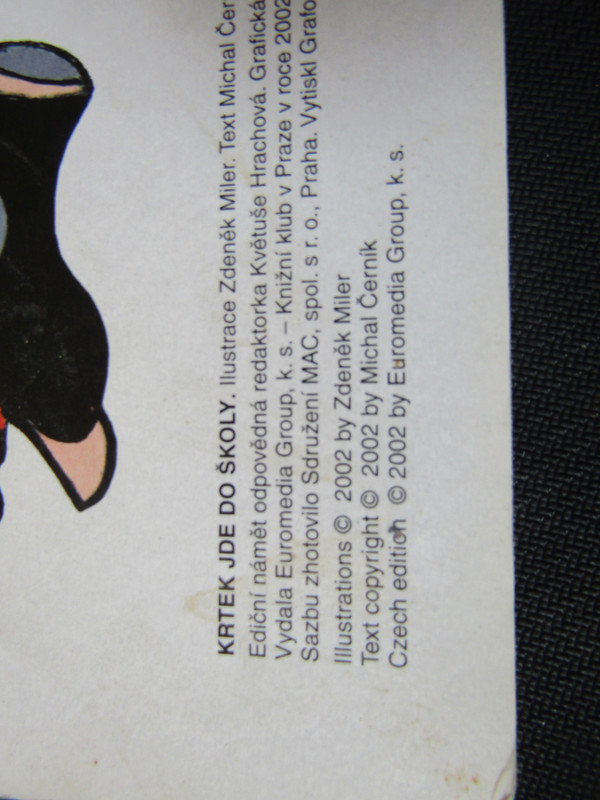 KRTEK JDE DO ŠKOLY. Ilustrace Zdeněk Miler. Text Michal Čer
Ediční námět odpovědná redaktorka Květuše Hrachová. Grafická
Vydala Euromedia Group, k. s. – Knižní klub v Praze v roce 2002
Sazbu zhotovilo Sdružení MAC, spol. s r. o., Praha. Vytiskl Grafo
Illustrations © 2002 by Zdeněk Miler
Text copyright © 2002 by Michal Černík
Czech edition © 2002 by Euromedia Group, k. s.